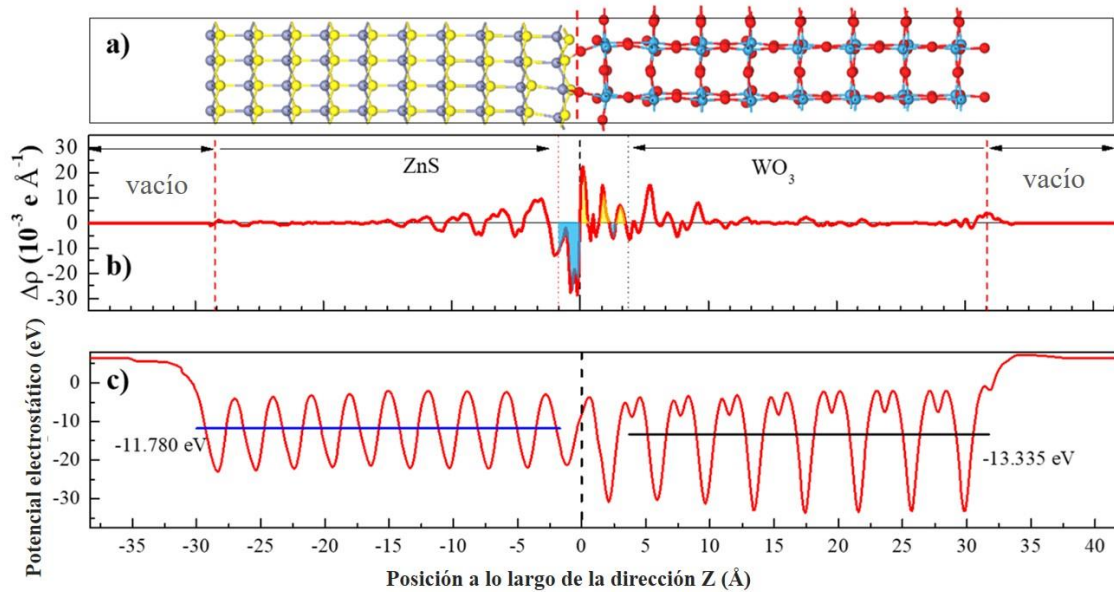 a)
30
20
10
0
-10
-20
-30
Δρ (10⁻³ e Å⁻¹)
vacío
ZnS
WO₃
vacío
b)
Potencial electrostático (eV)
0
-10
-20
-30
c)
-11.780 eV
-13.335 eV
-35 -30 -25 -20 -15 -10 -5 0 5 10 15 20 25 30 35 40
Posición a lo largo de la dirección Z (Å)